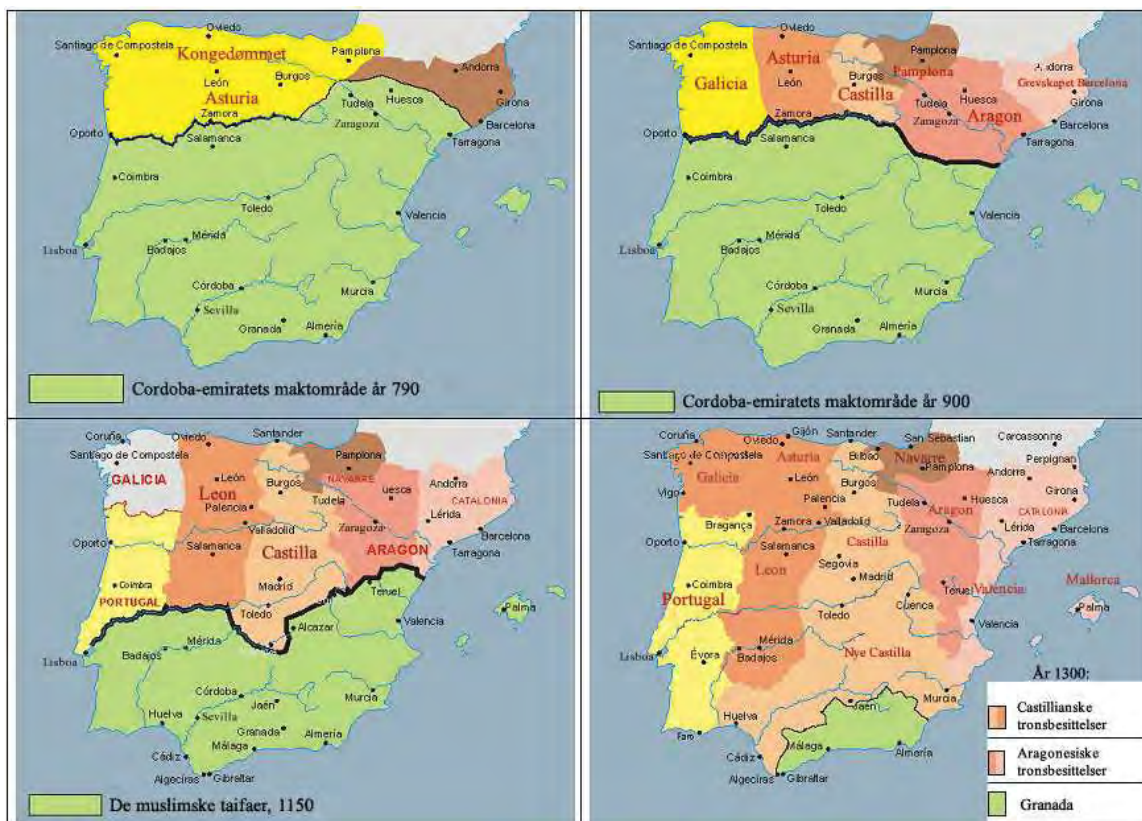 Oviedo
Santiago de Compostela
Kongedømmet
Pamplona
Andorra
León
Burgos
Asturia
Tudela
Huesca
Girona
Zamora
Zaragoza
Oporto
Barcelona
Salamanca
Tarragona
Coimbra
Toledo
Valencia
Lisboa
Mérida
Badajos
Córdoba
Murcia
Sevilla
Granada
Almería
Cordoba-emiratets maktområde år 790
Oviedo
Santiago de Compostela
Asturia
Pamplona
Andorra
Galicia
León
Burgos
Pamplona
Grevskapet Barcelona
Castilla
Tudela
Huesca
Girona
Zamora
Zaragoza
Aragon
Oporto
Barcelona
Salamanca
Tarragona
Coimbra
Toledo
Valencia
Lisboa
Mérida
Badajos
Córdoba
Murcia
Sevilla
Granada
Almería
Cordoba-emiratets maktområde år 900
Coruña
Oviedo
Santander
Santiago de Compostela
Pamplona
GALICIA
León
NAVARRE
Andorra
Leon
Burgos
uesca
CATALONIA
Palencia
Tudela
Lérida
Valladolid
Zaragoza
Barcelona
Oporto
Salamanca
Castilla
ARAGON
Tarragona
Coimbra
Madrid
Teruel
PORTUGAL
Toledo
Palma
Alcazar
Valencia
Lisboa
Mérida
Badajos
Córdoba
Murcia
Jaén
Huelva
Sevilla
Granada
Málaga
Almería
Cádiz
Algeciras
Gibraltar
De muslimske taifaer, 1150
Coruña
Gijón
Santander
San Sebastian
Carcassonne
Oviedo
Asturia
Bilbao
Santiago de Compostela
Navarre
Perpignan
Galicia
León
Pamplona
Andorra
Vigo
Burgos
Huesca
Girona
Palencia
Tudela
Aragon
CATALONIA
Bragança
Zamora
Valladolid
Zaragoza
Lérida
Barcelona
Oporto
Castilla
Tarragona
Salamanca
Segovia
Leon
Madrid
Coimbra
Teruel
Valencia
Mallorca
Portugal
Cuenca
Palma
Toledo
Valencia
Mérida
Lisboa
Évora
Badajos
Nye Castilla
År 1300:
Murcia
Jaén
Huelva
Faro
Málaga
Almería
Cádiz
Algeciras
Gibraltar
Castillianske
tronsbesittelser
Aragonesiske
tronsbesittelser
Granada